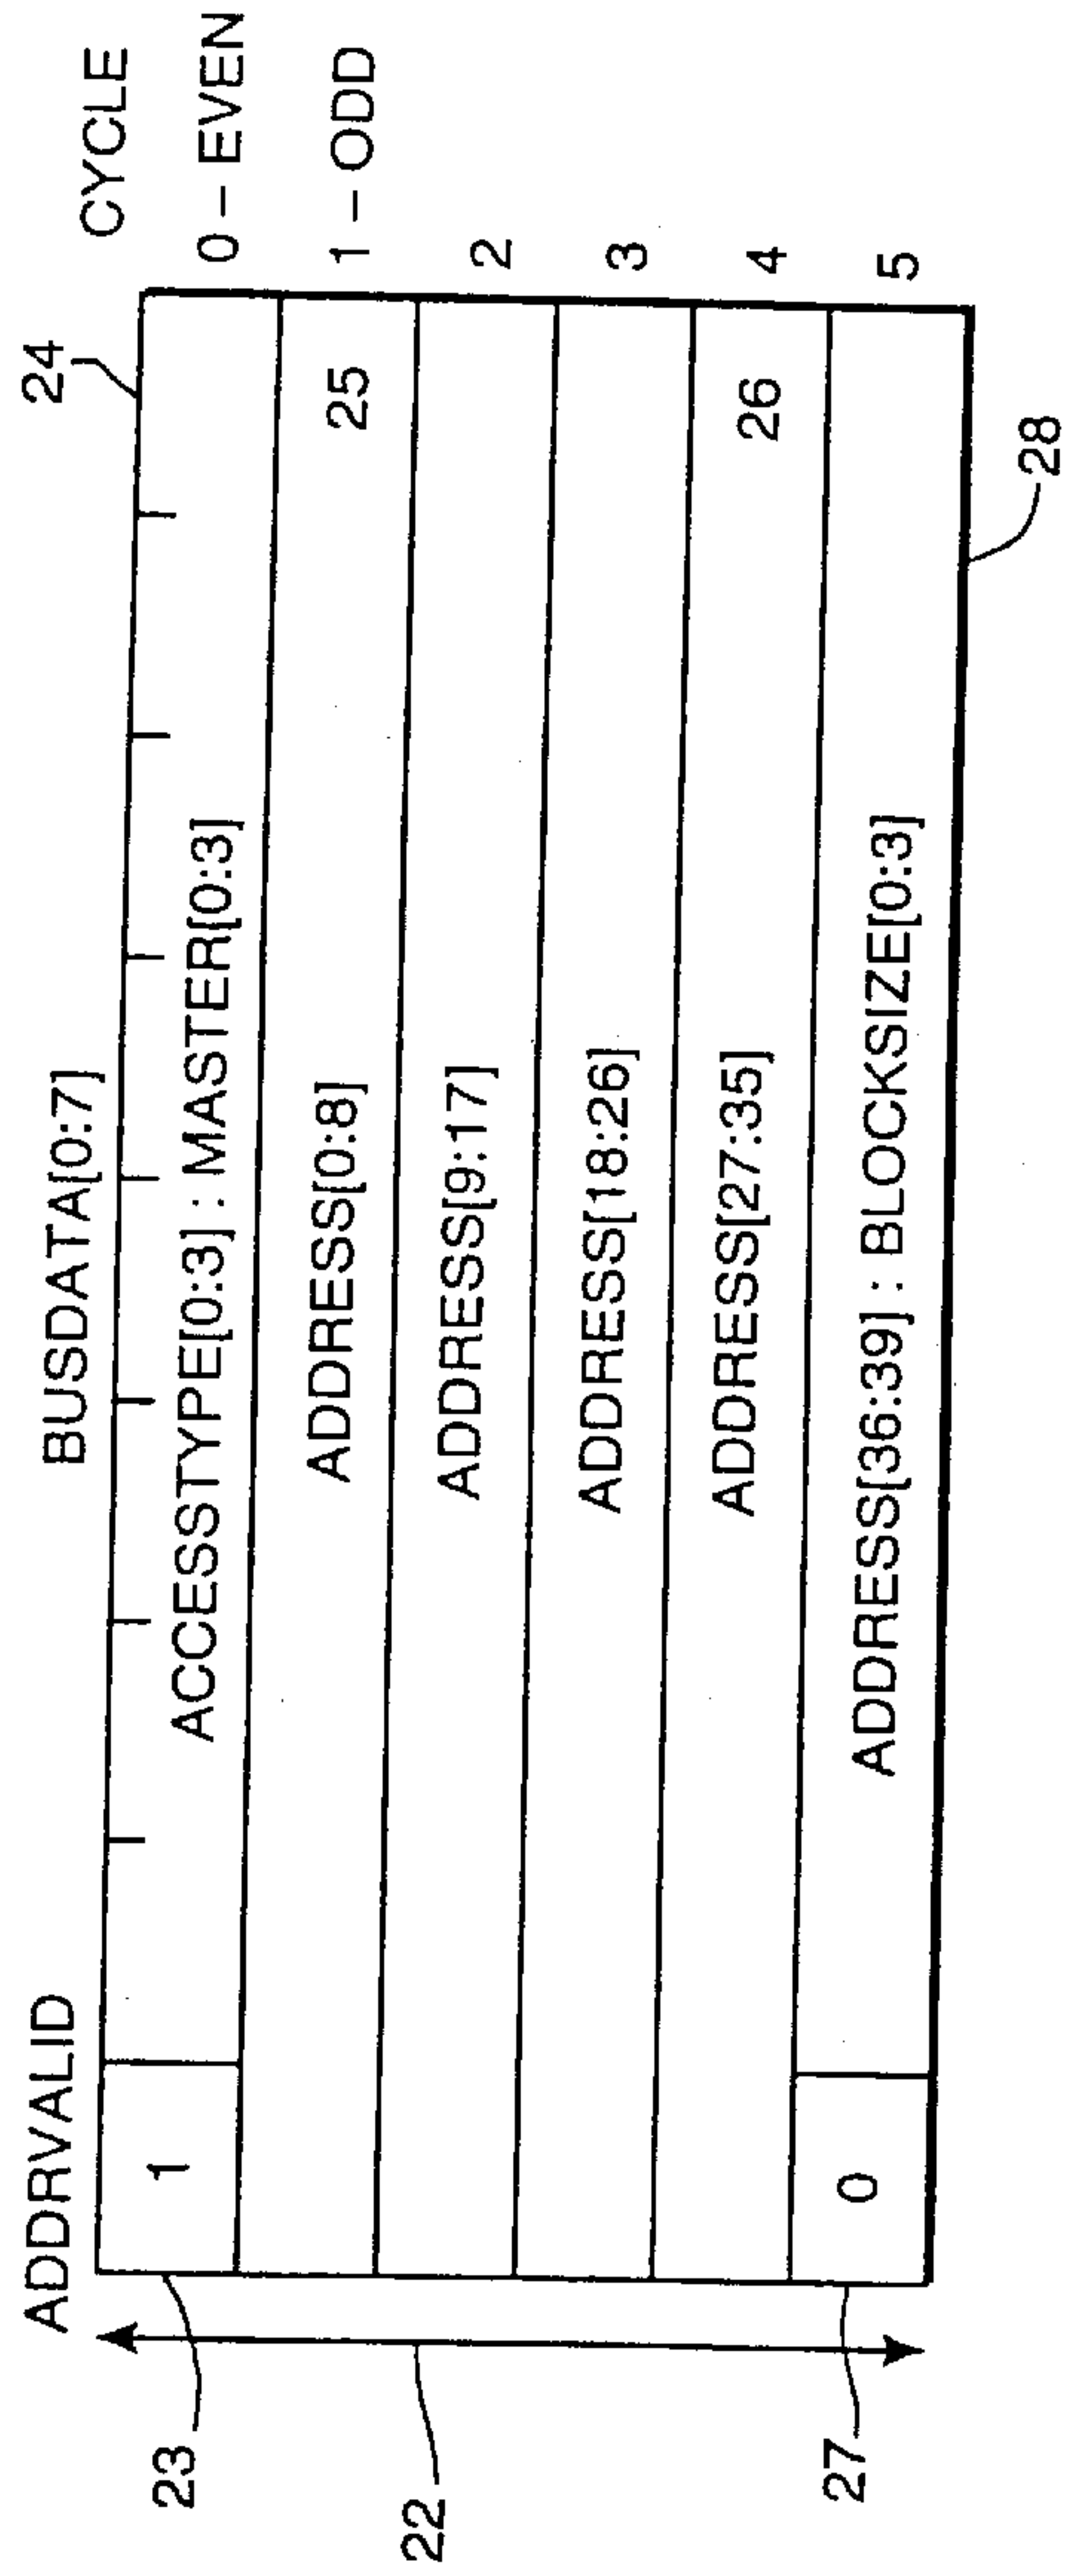 ADDRVALID BUSDATA[0:7] CYCLE
24
23 1 ACCESSTYPE[0:3] : MASTER[0:3] 0 – EVEN
ADDRESS[0:8] 25 1 – ODD
22 ADDRESS[9:17] 2
ADDRESS[18:26] 3
ADDRESS[27:35] 26 4
27 0 ADDRESS[36:39] : BLOCKSIZE[0:3] 5
28